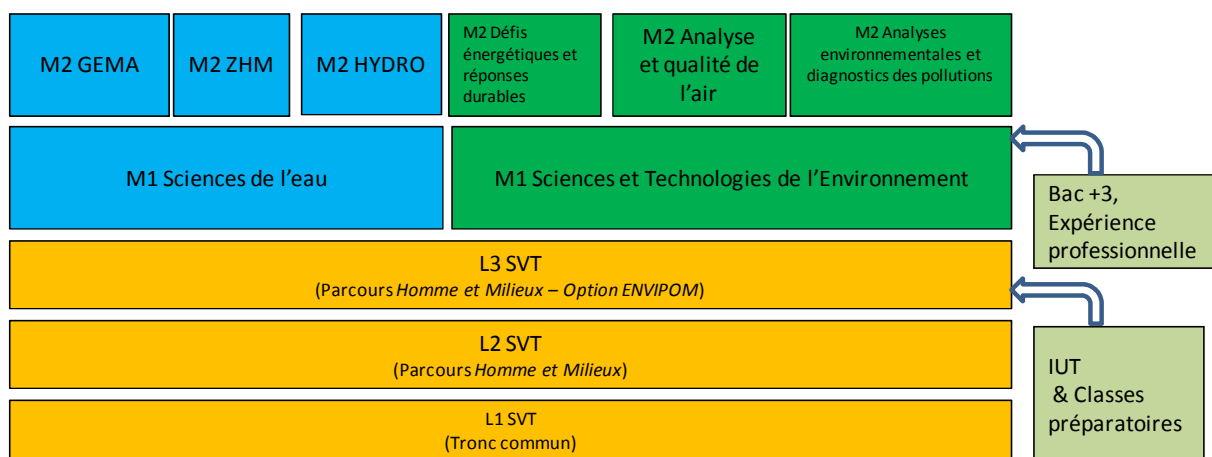 M2 GEMA
M2 ZHM
M2 HYDRO
M2 Défis
énergétiques et
réponses
durables
M2 Analyse
et qualité de
l'air
M2 Analyses
environnementales et
diagnostics des pollutions
M1 Sciences de l'eau
M1 Sciences et Technologies de l'Environnement
Bac +3,
Expérience
professionnelle
L3 SVT
(Parcours Homme et Milieux – Option ENVIPOM)
L2 SVT
(Parcours Homme et Milieux)
IUT
& Classes
préparatoires
L1 SVT
(Tronc commun)